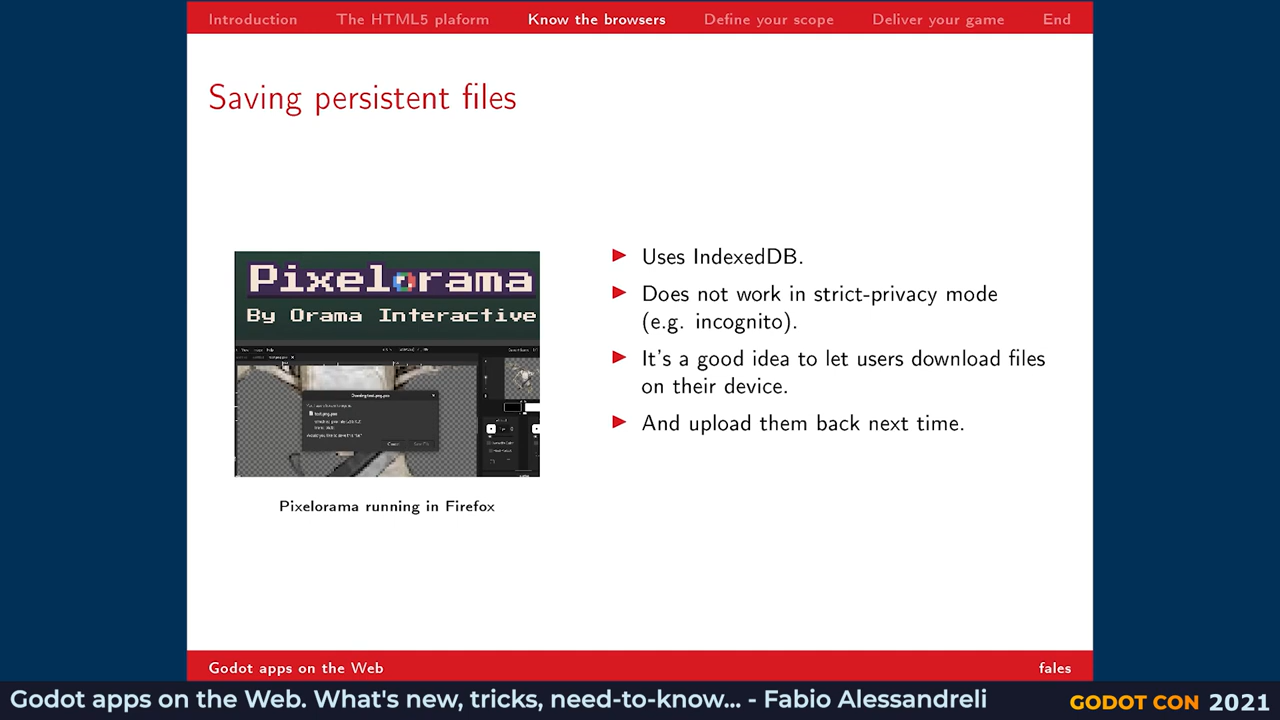 Introduction The HTML5 plaform Know the browsers Define your scope Deliver your game End
Saving persistent files
Pixelorama
By Orama Interactive
Pixelorama running in Firefox
Uses IndexedDB.
Does not work in strict-privacy mode
(e.g. incognito).
It's a good idea to let users download files
on their device.
And upload them back next time.
Godot apps on the Web
fales
Godot apps on the Web. What's new, tricks, need-to-know... - Fabio Alessandreli
GODOT CON 2021